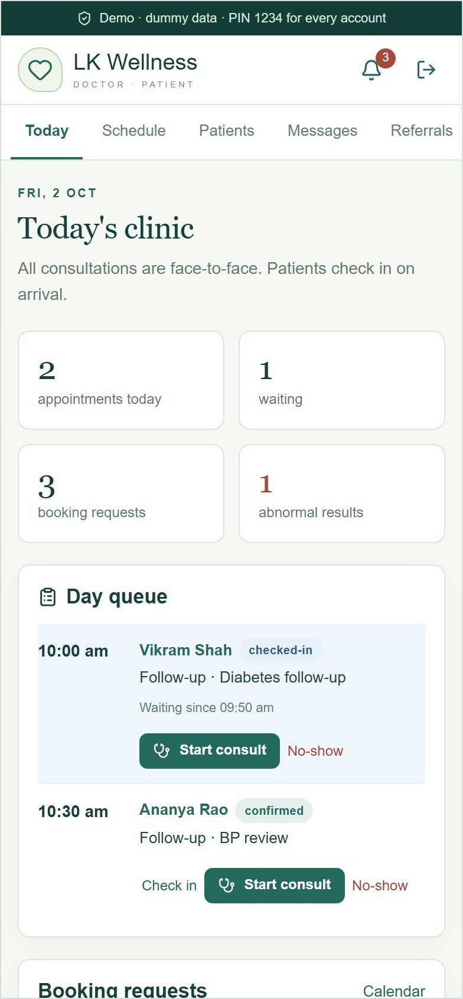 Demo · dummy data · PIN 1234 for every account
LK Wellness
3
DOCTOR · PATIENT
Today Schedule Patients Messages Referrals
FRI, 2 OCT
Today's clinic
All consultations are face-to-face. Patients check in on
arrival.
2
appointments today
1
waiting
3
booking requests
1
abnormal results
Day queue
10:00 am Vikram Shah checked-in
Follow-up · Diabetes follow-up
Waiting since 09:50 am
Start consult No-show
10:30 am Ananya Rao confirmed
Follow-up · BP review
Check in Start consult No-show
Booking requests Calendar